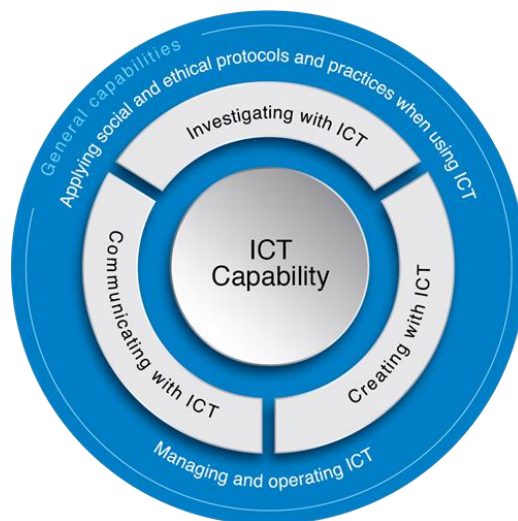 General capabilities
Applying social and ethical protocols and practices when using ICT
Investigating with ICT
ICT
Capability
Communicating with ICT
Creating with ICT
Managing and operating ICT